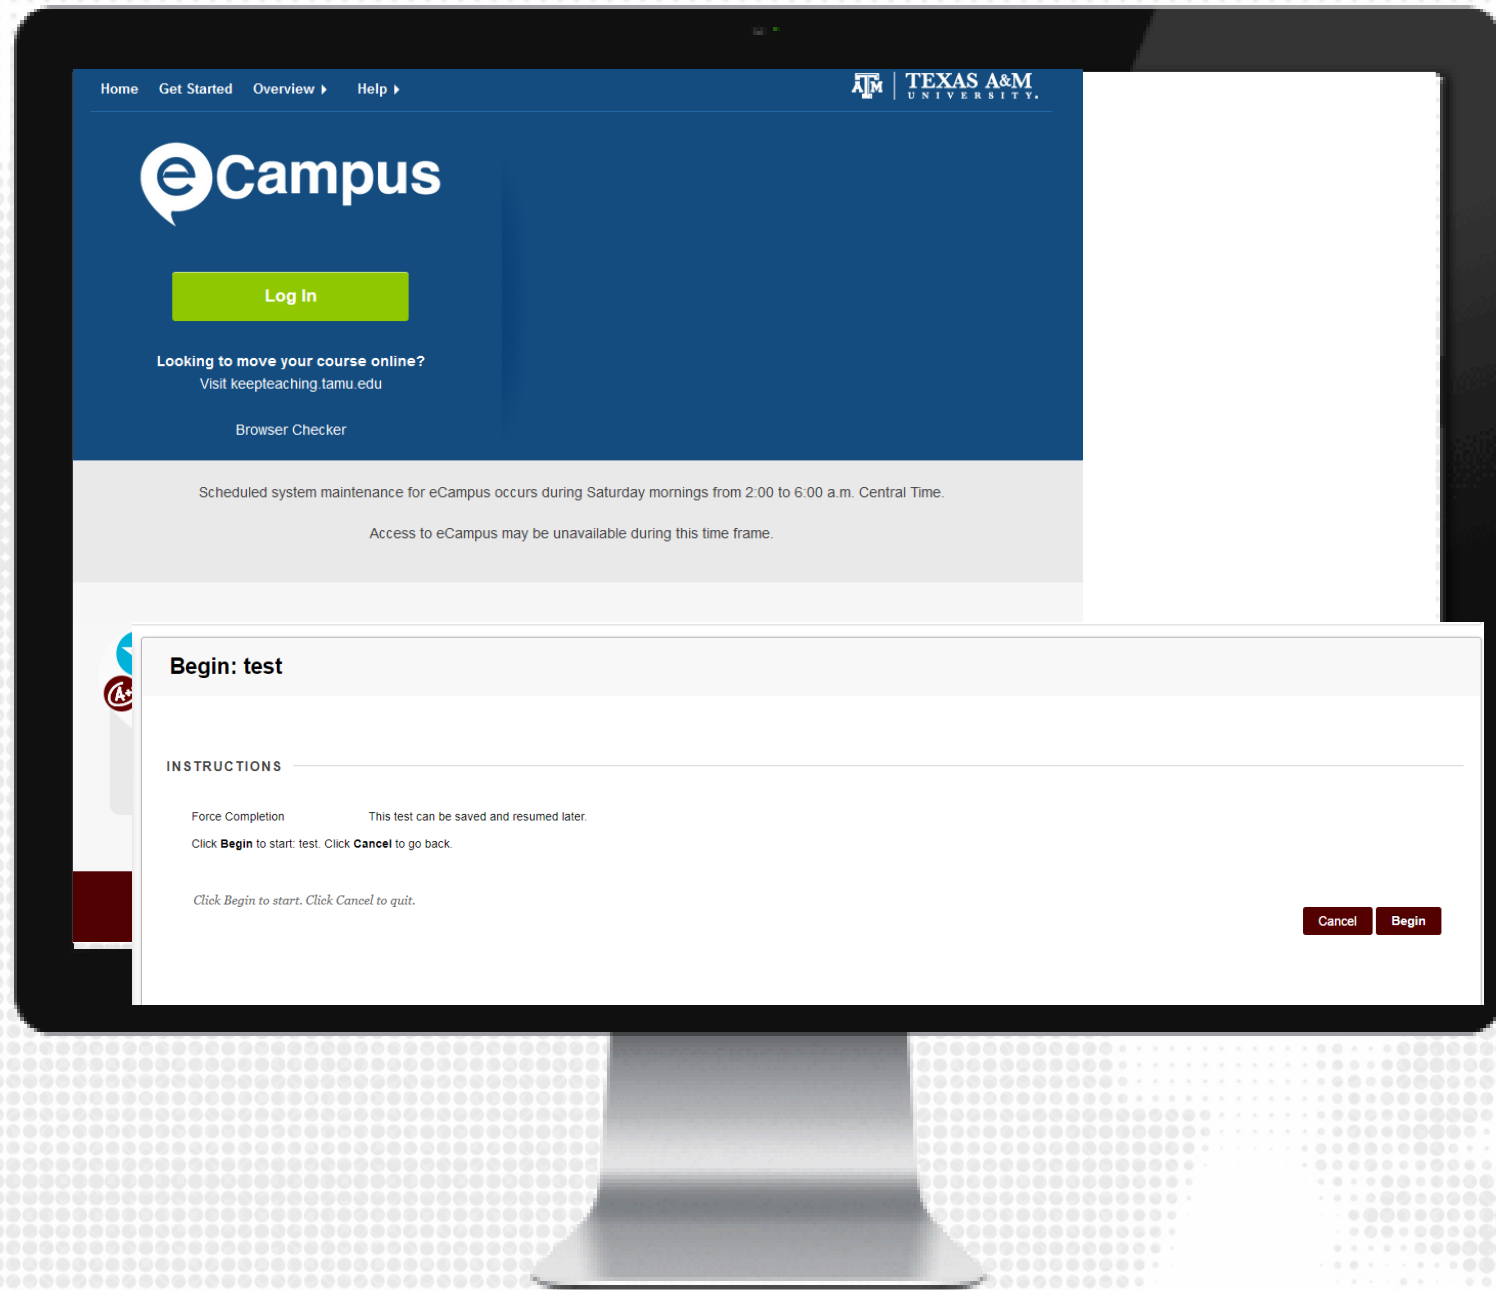 Home Get Started Overview Help
ĀM TEXAS A&M
UNIVERSITY.
eCampus
Log In
Looking to move your course online?
Visit keepteaching.tamu.edu
Browser Checker
Scheduled system maintenance for eCampus occurs during Saturday mornings from 2:00 to 6:00 a.m. Central Time.
Access to eCampus may be unavailable during this time frame.
A+
Begin: test
INSTRUCTIONS
Force Completion This test can be saved and resumed later.
Click Begin to start: test. Click Cancel to go back.
Click Begin to start. Click Cancel to quit.
Cancel Begin